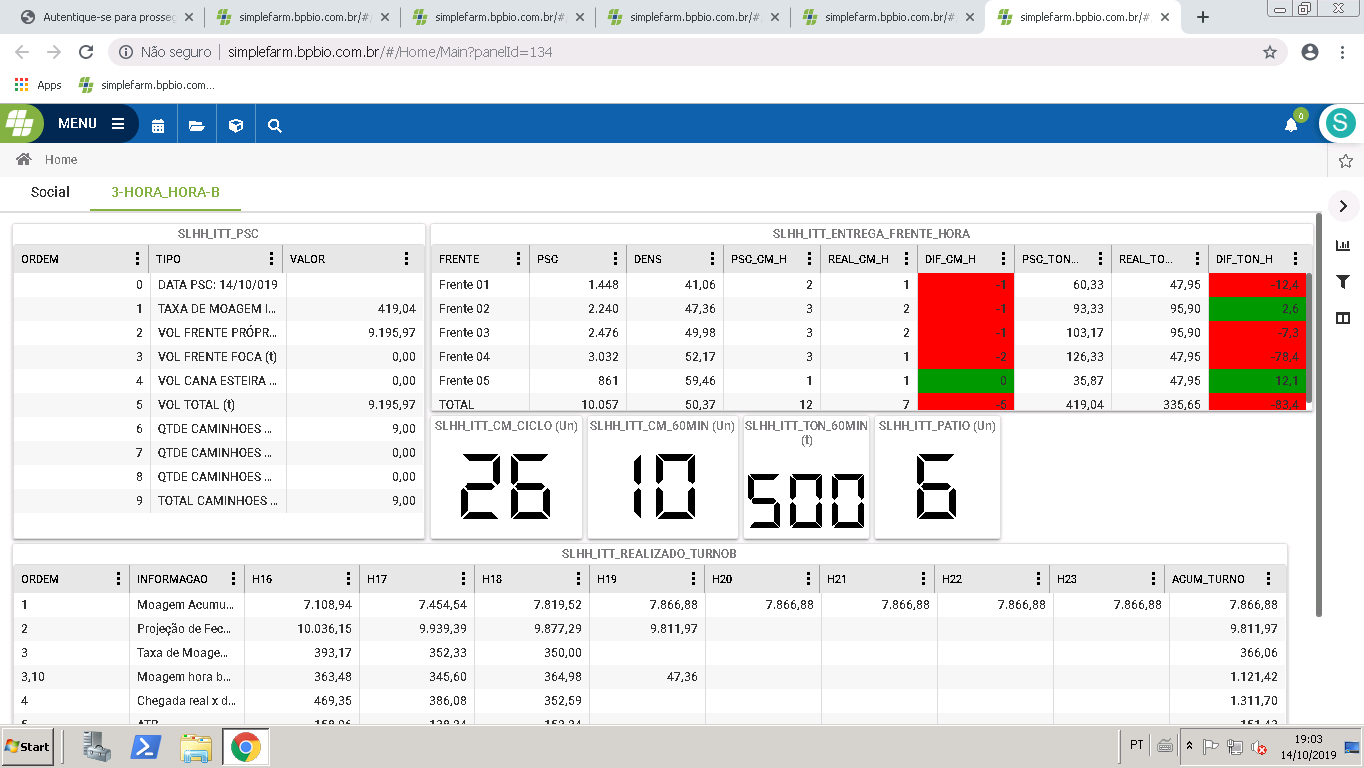 Autentique-se para prosseg
simplefarm.bpbio.com.br/#
simplefarm.bpbio.com.br/#
simplefarm.bpbio.com.br/#
simplefarm.bpbio.com.br/#
simplefarm.bpbio.com.br/#
Não seguro | simplefarm.bpbio.com.br/#/Home/Main?panelId=134
Apps simplefarm.bpbio.com....
MENU 0 S
Home
Social 3-HORA_HORA-B
SLHH_ITT_PSC
ORDEM TIPO VALOR
0 DATA PSC: 14/10/019
1 TAXA DE MOAGEM I... 419,04
2 VOL FRENTE PRÓPR... 9.195,97
3 VOL FRENTE FOCA (t) 0,00
4 VOL CANA ESTEIRA ... 0,00
5 VOL TOTAL (t) 9.195,97
6 QTDE CAMINHOES ... 9,00
7 QTDE CAMINHOES ... 0,00
8 QTDE CAMINHOES ... 0,00
9 TOTAL CAMINHOES ... 9,00
SLHH_ITT_ENTREGA_FRENTE_HORA
FRENTE PSC DENS PSC_CM_H REAL_CM_H DIF_CM_H PSC_TON... REAL_TO... DIF_TON_H
Frente 01 1.448 41,06 2 1 -1 60,33 47,95 -12,4
Frente 02 2.240 47,36 3 2 -1 93,33 95,90 2,6
Frente 03 2.476 49,98 3 2 -1 103,17 95,90 -7,3
Frente 04 3.032 52,17 3 1 -2 126,33 47,95 -78,4
Frente 05 861 59,46 1 1 0 35,87 47,95 12,1
TOTAL 10.057 50,37 12 7 -5 419,04 335,65 -83,4
SLHH_ITT_CM_CICLO (Un)
26
SLHH_ITT_CM_60MIN (Un)
10
SLHH_ITT_TON_60MIN
(t)
500
SLHH_ITT_PATIO (Un)
6
SLHH_ITT_REALIZADO_TURNOB
ORDEM INFORMACAO H16 H17 H18 H19 H20 H21 H22 H23 ACUM_TURNO
1 Moagem Acumu... 7.108,94 7.454,54 7.819,52 7.866,88 7.866,88 7.866,88 7.866,88 7.866,88 7.866,88
2 Projeção de Fec... 10.036,15 9.939,39 9.877,29 9.811,97 9.811,97
3 Taxa de Moage... 393,17 352,33 350,00 366,06
3,10 Moagem hora b... 363,48 345,60 364,98 47,36 1.121,42
4 Chegada real x d... 469,35 386,08 352,59 1.311,70
Start PT 19:03
14/10/2019